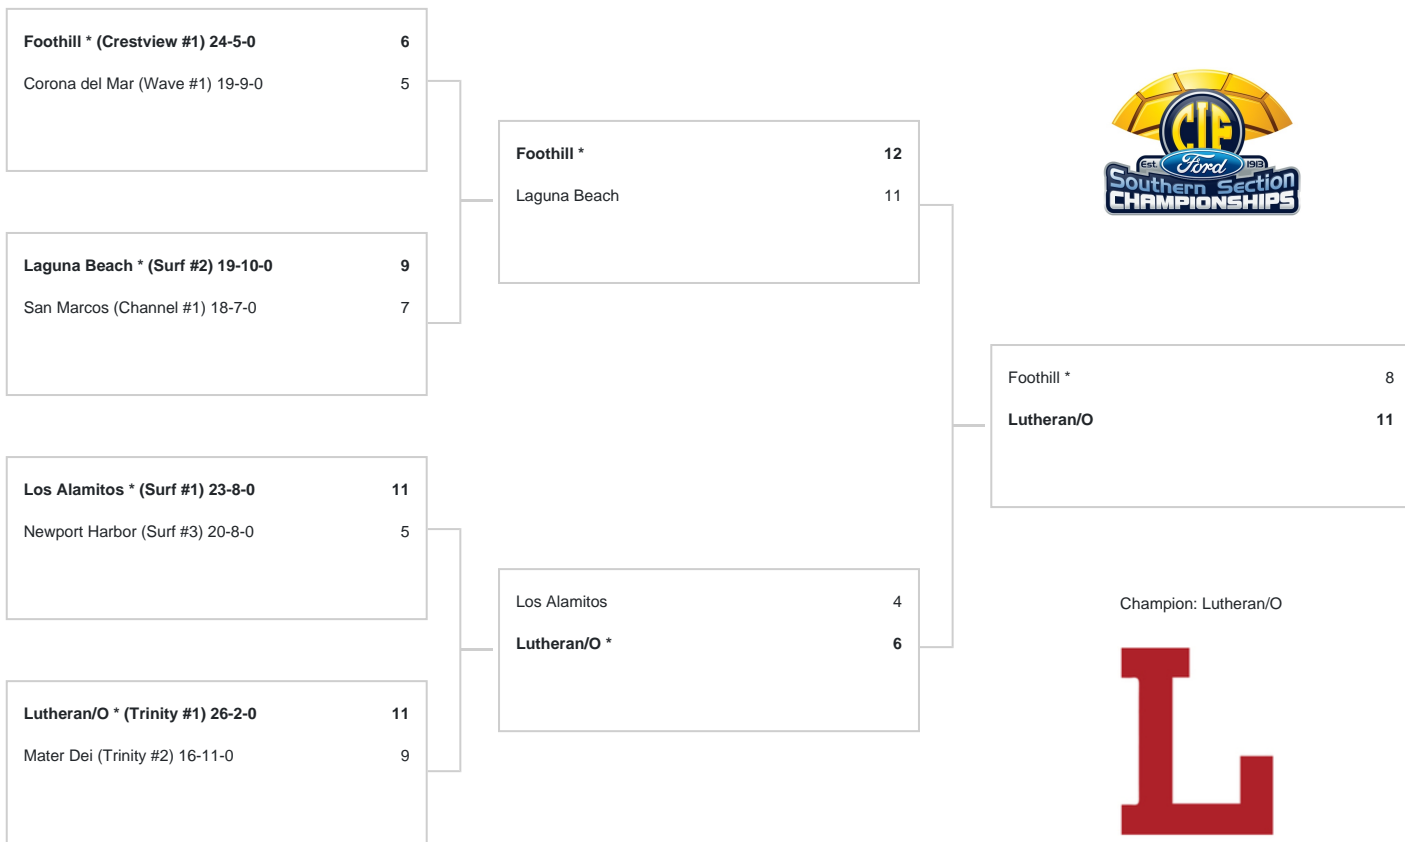 Foothill * (Crestview #1) 24-5-0 6
Corona del Mar (Wave #1) 19-9-0 5
Laguna Beach * (Surf #2) 19-10-0 9
San Marcos (Channel #1) 18-7-0 7
Los Alamitos * (Surf #1) 23-8-0 11
Newport Harbor (Surf #3) 20-8-0 5
Lutheran/O * (Trinity #1) 26-2-0 11
Mater Dei (Trinity #2) 16-11-0 9
Foothill * 12
Laguna Beach 11
Los Alamitos 4
Lutheran/O * 6
CIF
Est. Ford 1913
Southern Section
CHAMPIONSHIPS
Foothill * 8
Lutheran/O 11
Champion: Lutheran/O
L